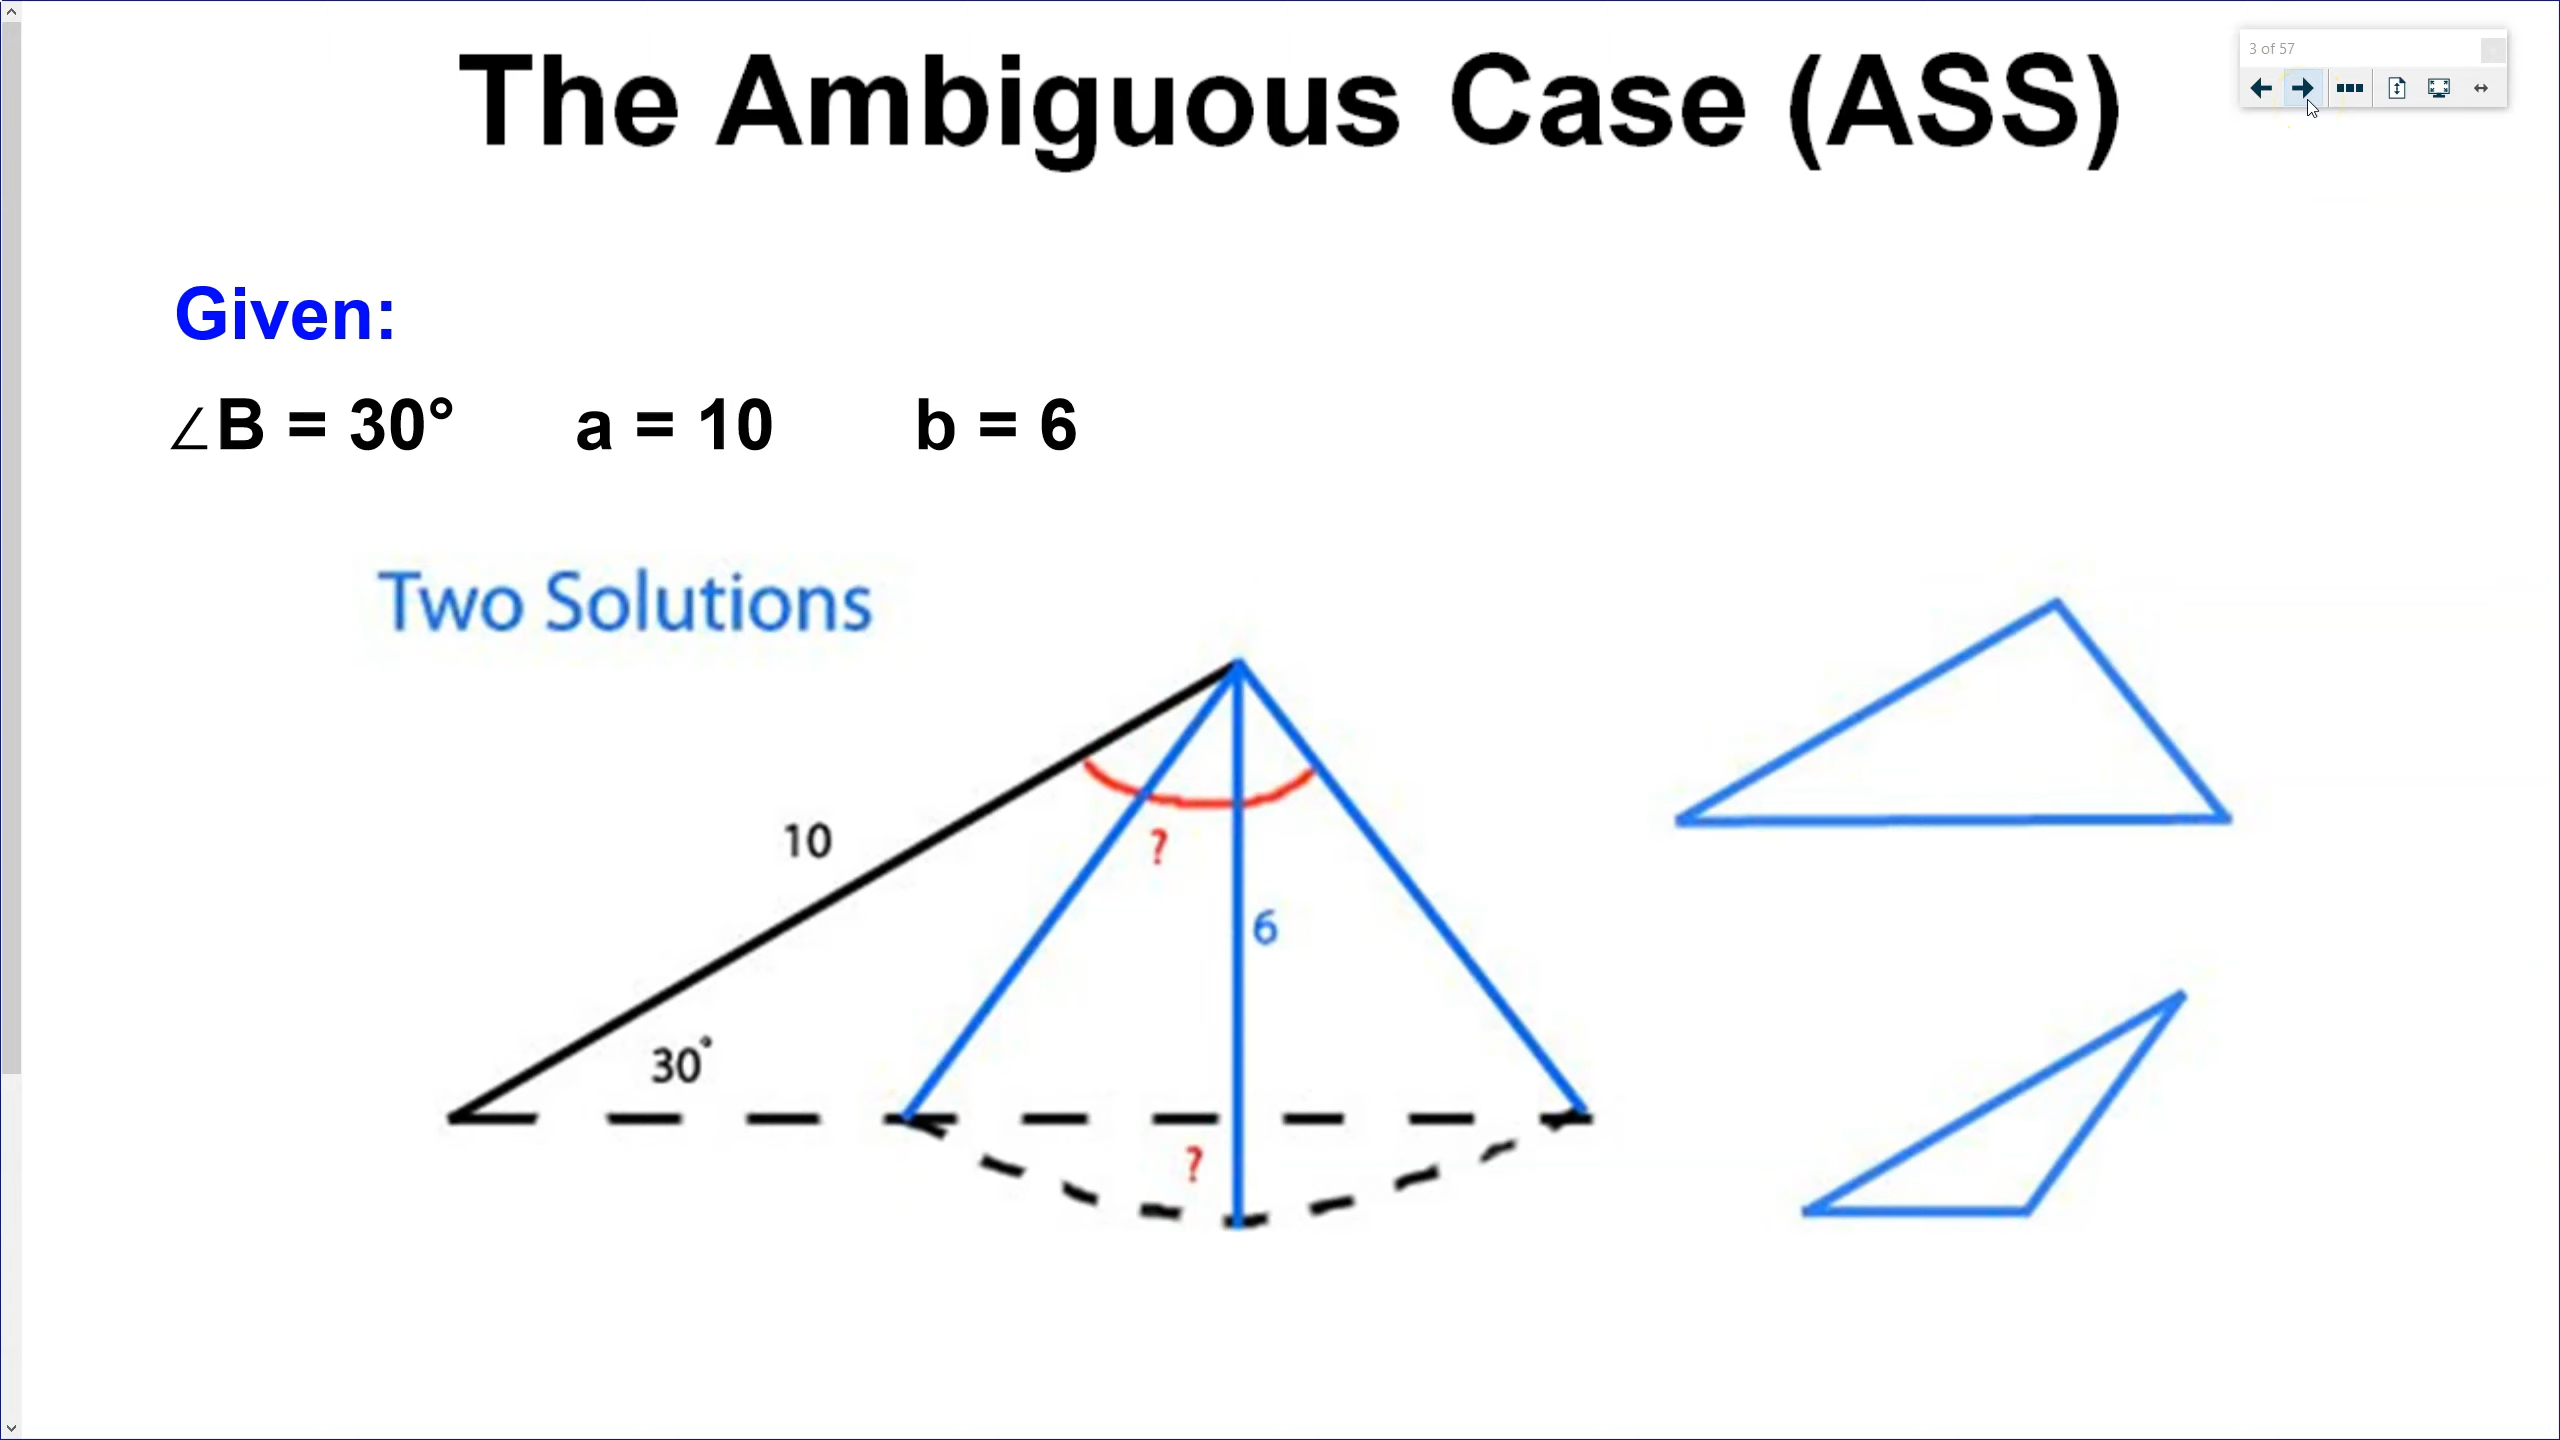 The Ambiguous Case (ASS)
3 of 57
Given:
∠B = 30° a = 10 b = 6
Two Solutions
10
?
6
30°
?